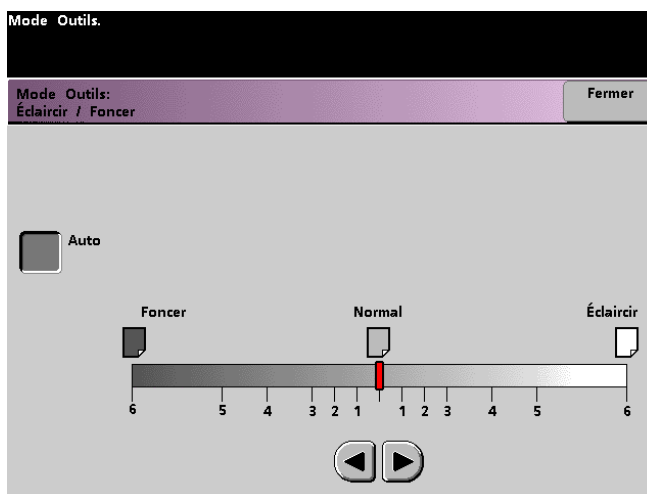 Mode Outils.
Mode Outils:
Éclaircir / Foncer
Fermer
Auto
Foncer Normal Éclaircir
6 5 4 3 2 1 1 2 3 4 5 6